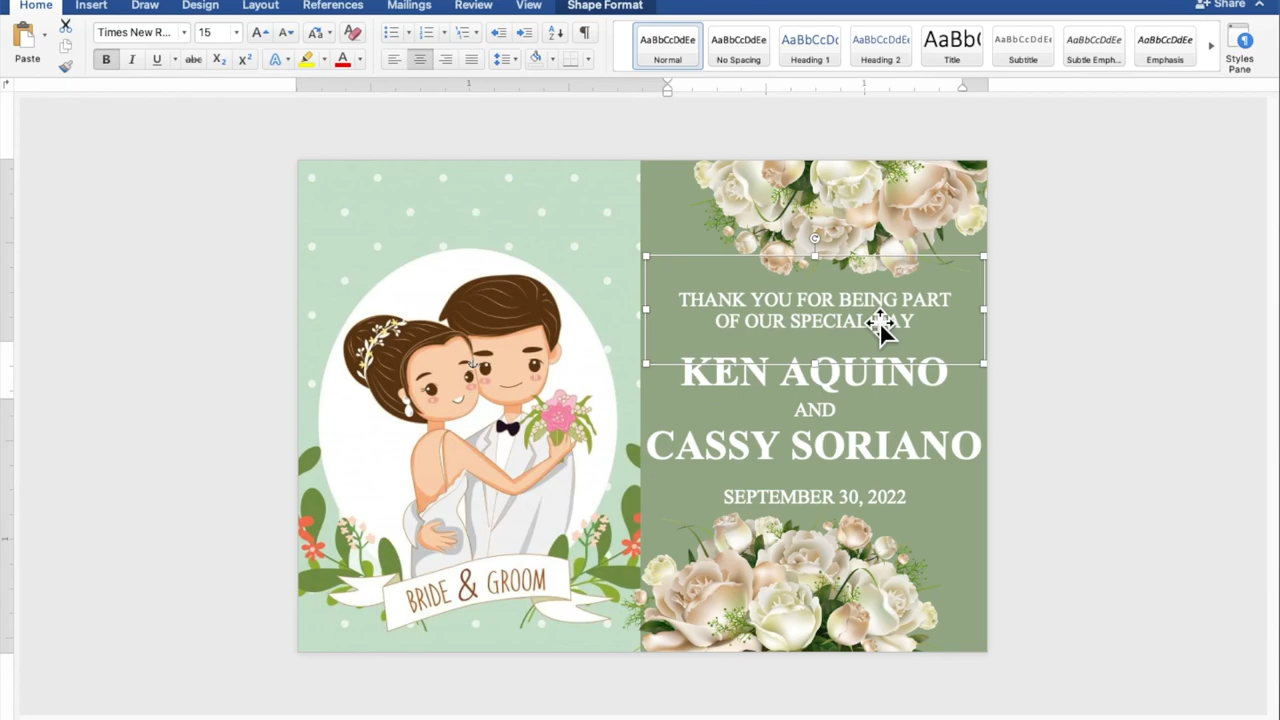 Home Insert Draw Design Layout References Mailings Review View Shape Format Share
Times New R... 15
Paste
AaBbCcDdEe AaBbCcDdEe AaBbCcDc AaBbCcDdEe AaBb( AaBbCcDdEe AaBbCcDdEe AaBbCcDdEe
Normal No Spacing Heading 1 Heading 2 Title Subtitle Subtle Emph... Emphasis
Styles
Pane
THANK YOU FOR BEING PART
OF OUR SPECIAL
KEN AQUINO
AND
CASSY SORIANO
SEPTEMBER 30, 2022
BRIDE & GROOM